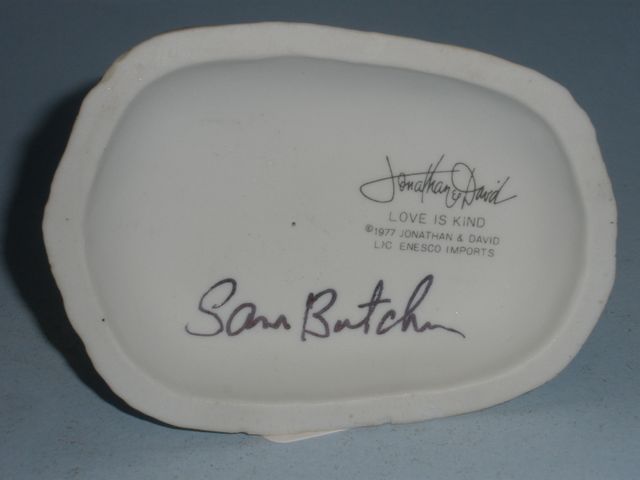 Jonathan & David
LOVE IS KIND
©1977 JONATHAN & DAVID
LIC ENESCO IMPORTS
Sam Butcher